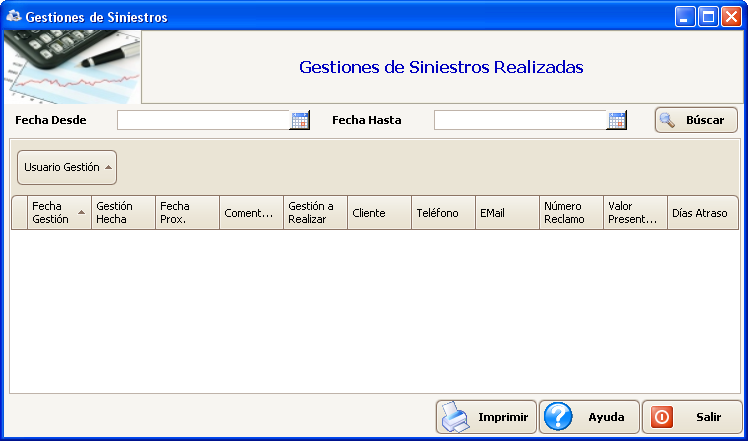 Gestiones de Siniestros
Gestiones de Siniestros Realizadas
Fecha Desde
Fecha Hasta
Búscar
Usuario Gestión
Fecha
Gestión
Gestión
Hecha
Fecha
Prox.
Coment...
Gestión a
Realizar
Cliente
Teléfono
EMail
Número
Reclamo
Valor
Present...
Días Atraso
Imprimir
Ayuda
Salir